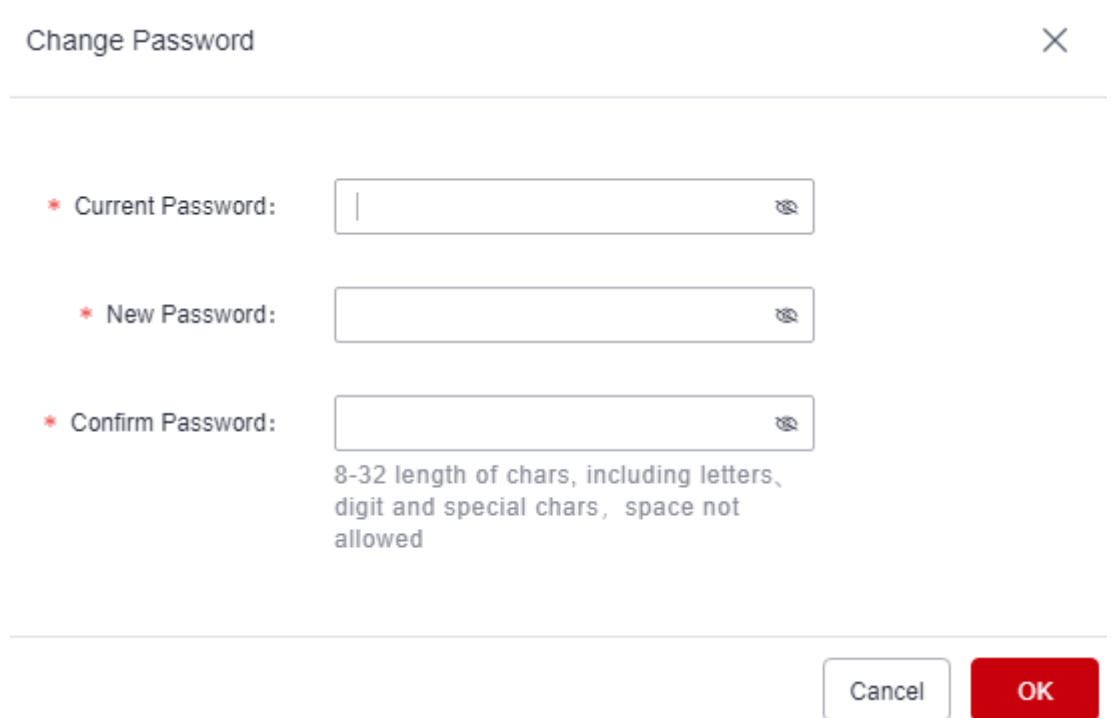 Change Password
* Current Password：
* New Password：
* Confirm Password：
8-32 length of chars, including letters、
digit and special chars，space not
allowed
Cancel
OK